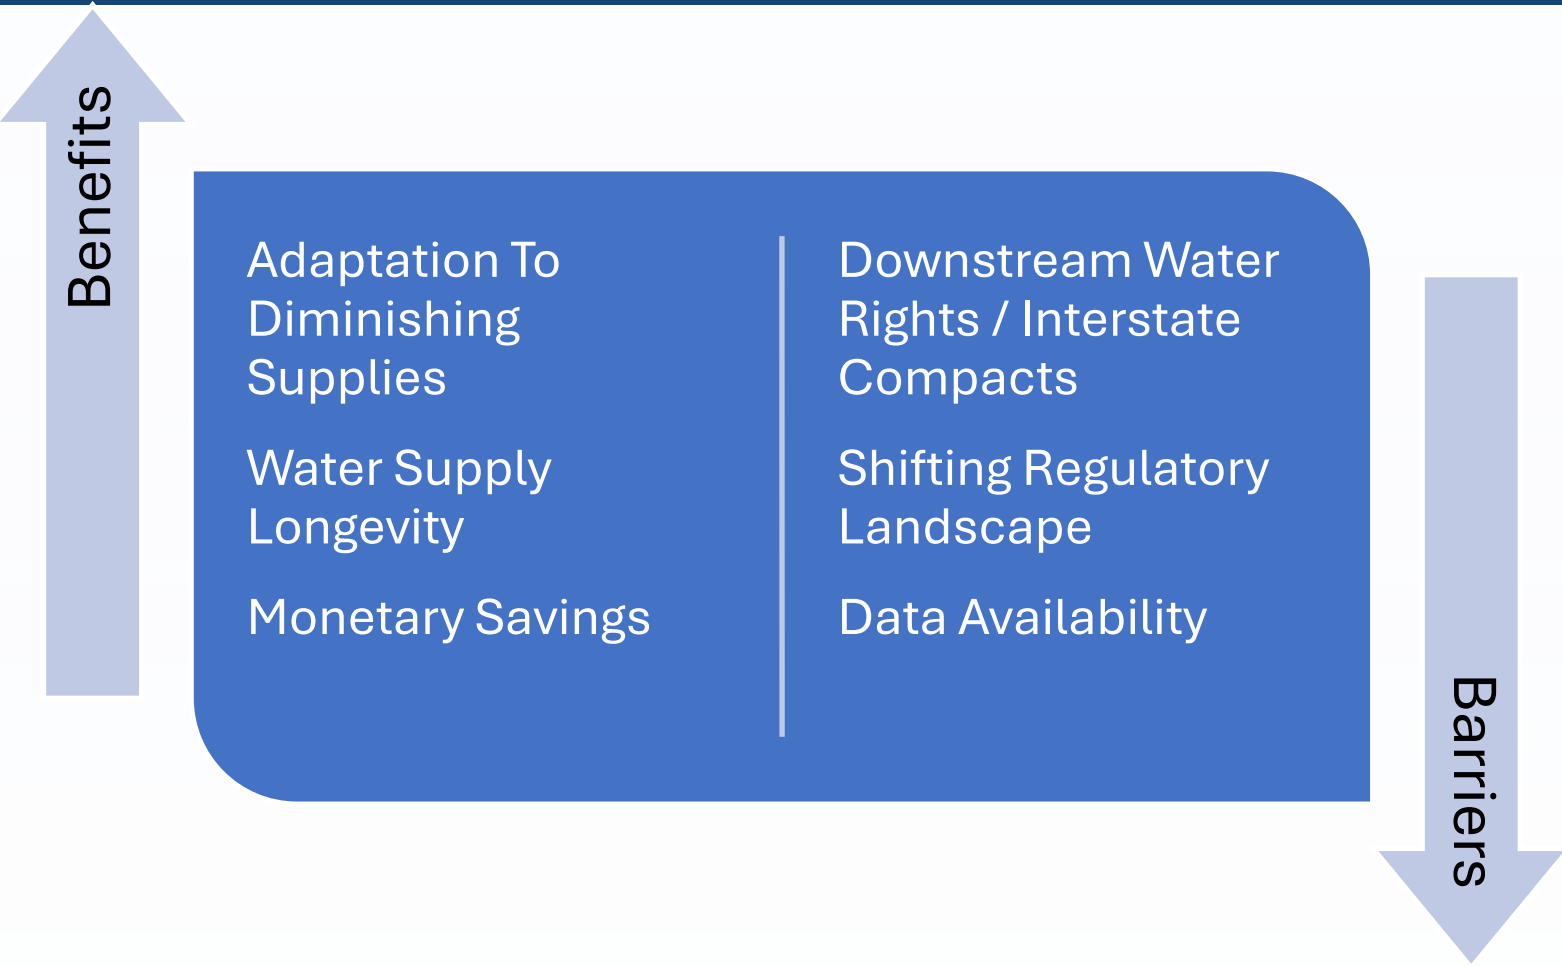 Benefits
Adaptation To
Diminishing
Supplies
Water Supply
Longevity
Monetary Savings
Downstream Water
Rights / Interstate
Compacts
Shifting Regulatory
Landscape
Data Availability
Barriers